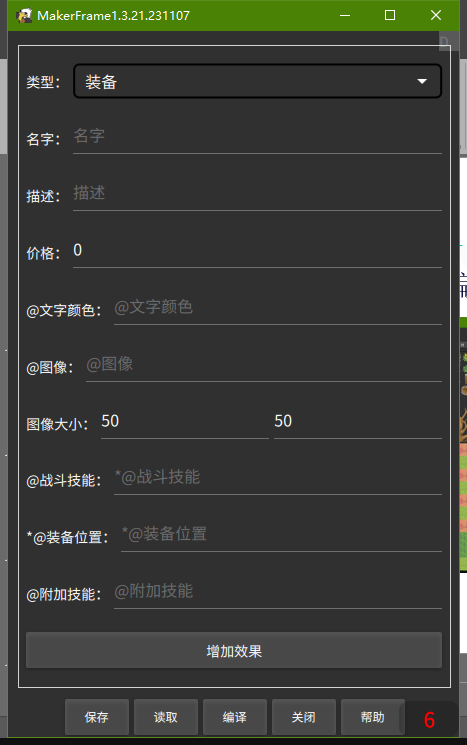 MakerFrame1.3.21.231107
类型： 装备
名字： 名字
描述： 描述
价格： 0
@文字颜色： @文字颜色
@图像： @图像
图像大小： 50 50
@战斗技能： *@战斗技能
*@装备位置： *@装备位置
@附加技能： @附加技能
增加效果
保存 读取 编译 关闭 帮助 6